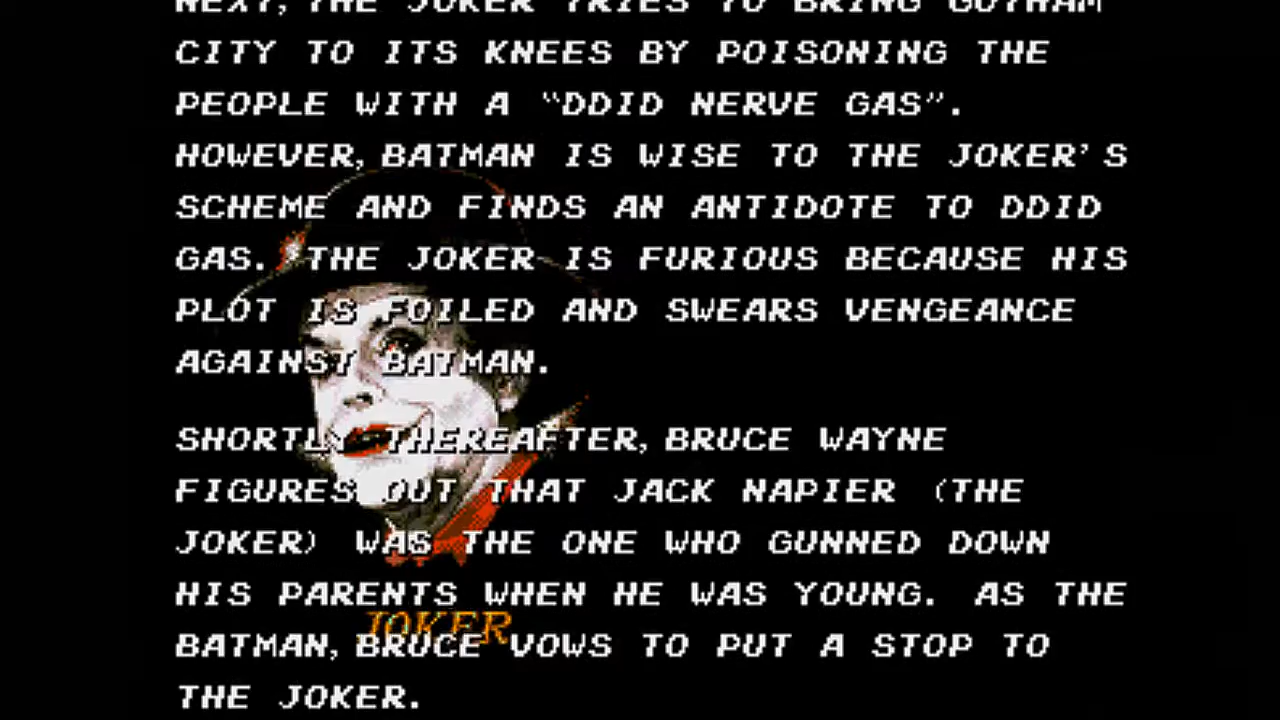 NEXT, THE JOKER TRIES TO BRING GOTHAM
CITY TO ITS KNEES BY POISONING THE
PEOPLE WITH A "DDID NERVE GAS".
HOWEVER, BATMAN IS WISE TO THE JOKER'S
SCHEME AND FINDS AN ANTIDOTE TO DDID
GAS. THE JOKER IS FURIOUS BECAUSE HIS
PLOT IS FOILED AND SWEARS VENGEANCE
AGAINST BATMAN.
SHORTLY THEREAFTER, BRUCE WAYNE
FIGURES OUT THAT JACK NAPIER (THE
JOKER) WAS THE ONE WHO GUNNED DOWN
HIS PARENTS WHEN HE WAS YOUNG. AS THE
JOKER
BATMAN, BRUCE VOWS TO PUT A STOP TO
THE JOKER.